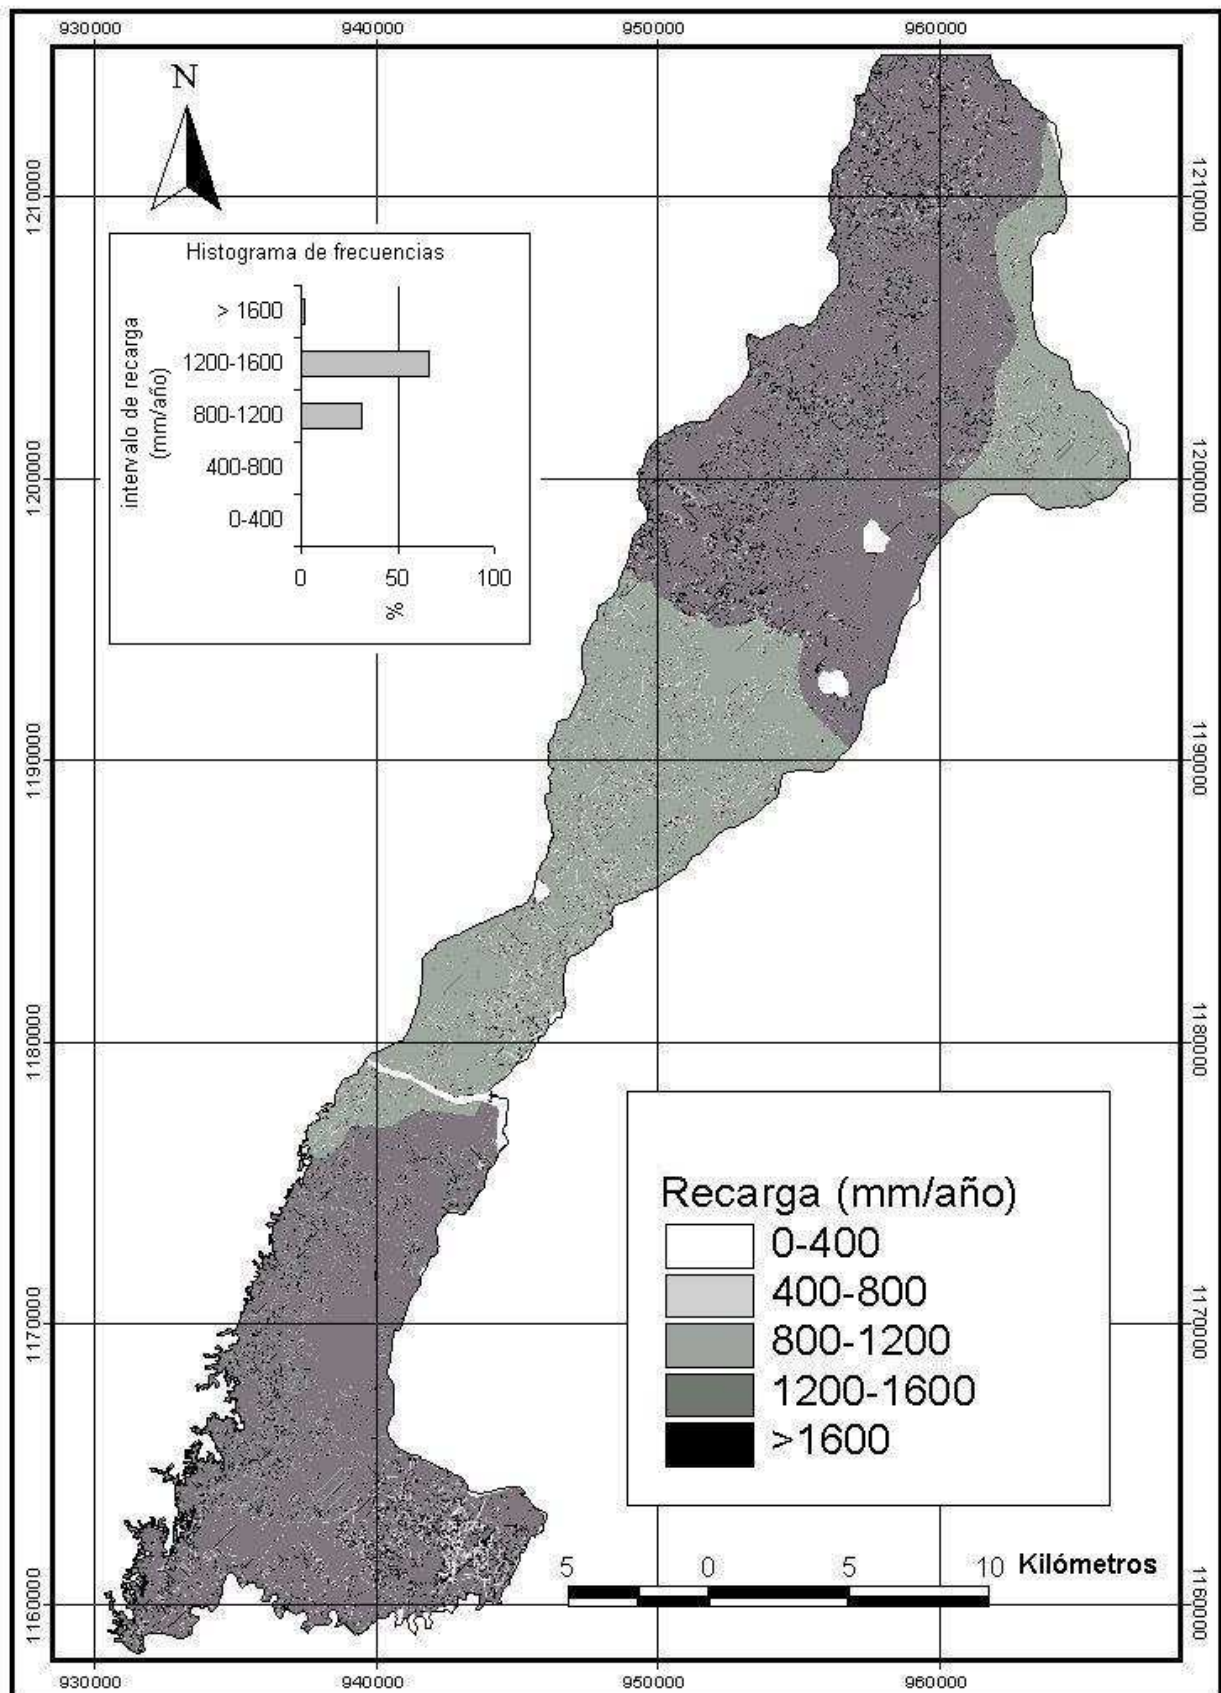 930000 940000 950000 960000
N
1210000 1210000
Histograma de frecuencias
intervalo de recarga
(mm/año)
> 1600
1200-1600
800-1200
400-800
0-400
0 50 100
%
1200000 1200000
1190000 1190000
1180000 1180000
Recarga (mm/año)
0-400
400-800
800-1200
1200-1600
>1600
1170000 1170000
5 0 5 10 Kilómetros
1160000 1160000
930000 940000 950000 960000